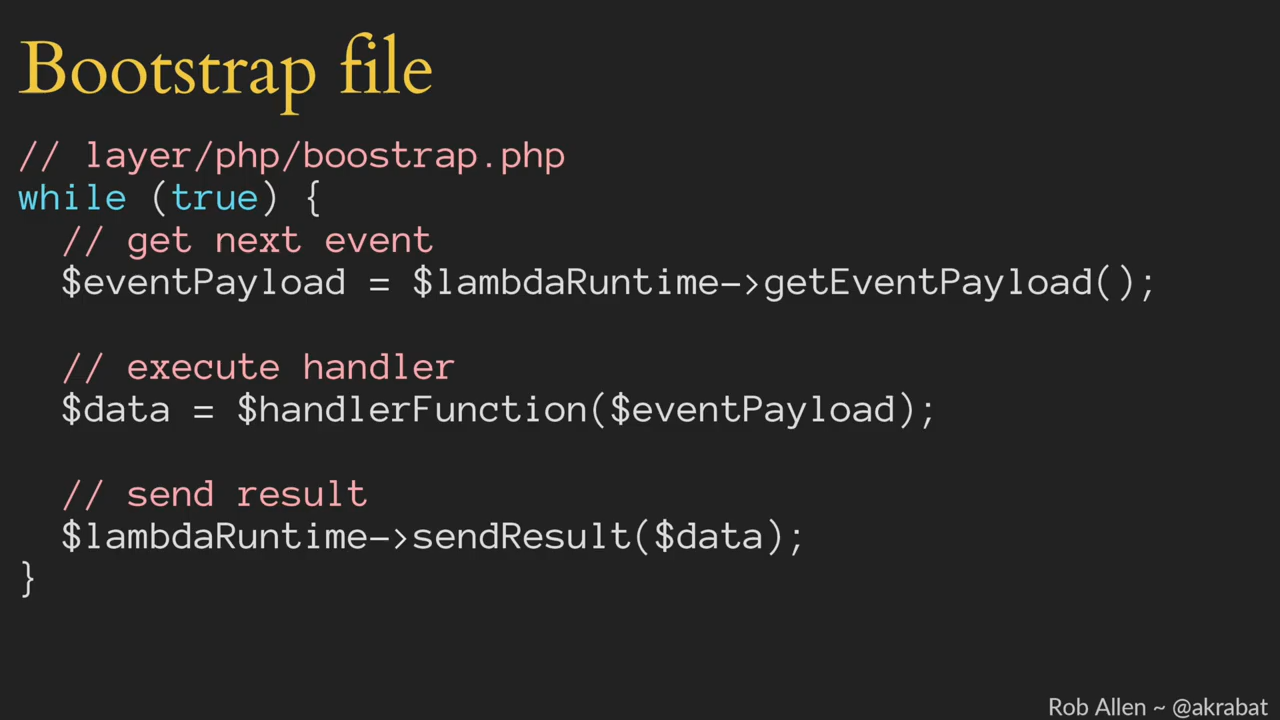 Bootstrap file
// layer/php/boostrap.php
while (true) {
  // get next event
  $eventPayload = $lambdaRuntime->getEventPayload();

  // execute handler
  $data = $handlerFunction($eventPayload);

  // send result
  $lambdaRuntime->sendResult($data);
}
Rob Allen ~ @akrabat